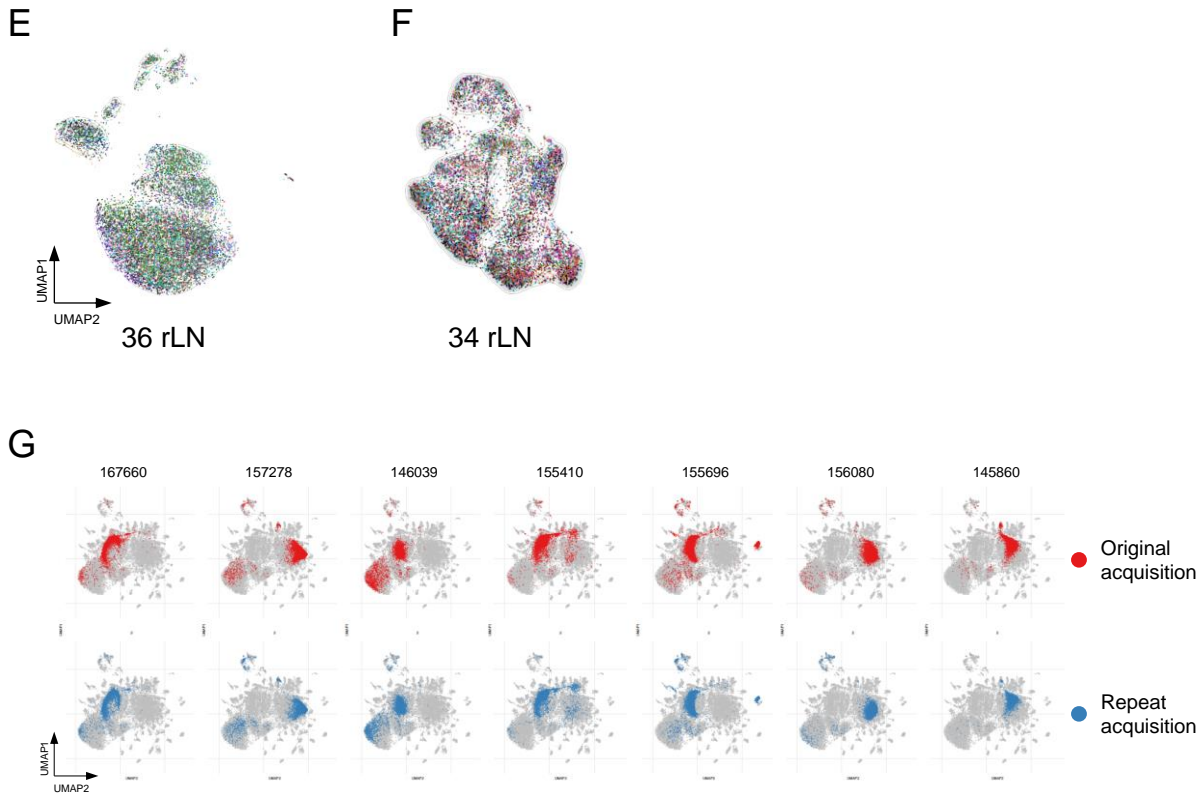 E
F
UMAP1
UMAP2
36 rLN
34 rLN
G
167660 157278 146039 155410 155696 156080 145860
Original
acquisition
Repeat
acquisition
UMAP1
UMAP2